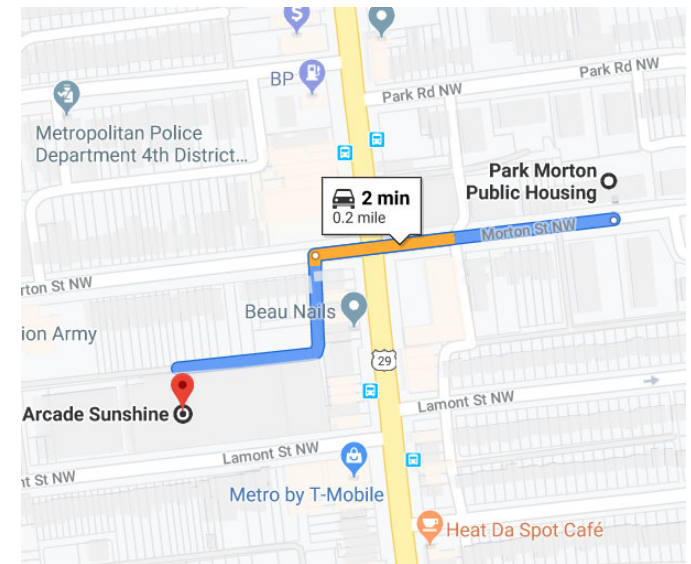 BP
Park Rd NW
Park Rd NW
Metropolitan Police
Department 4th District...
Park Morton
Public Housing
2 min
0.2 mile
Morton St NW
rton St NW
Beau Nails
ion Army
29
Arcade Sunshine
Lamont St NW
Lamont St NW
nt St NW
Metro by T-Mobile
Heat Da Spot Café